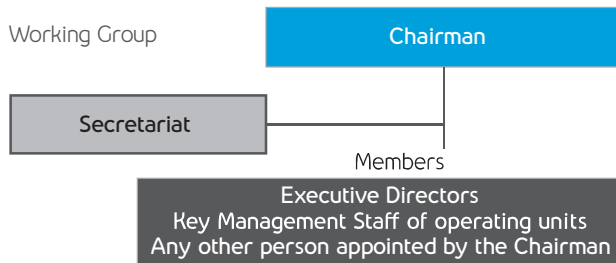 Working Group
Chairman
Secretariat
Members
Executive Directors
Key Management Staff of operating units
Any other person appointed by the Chairman